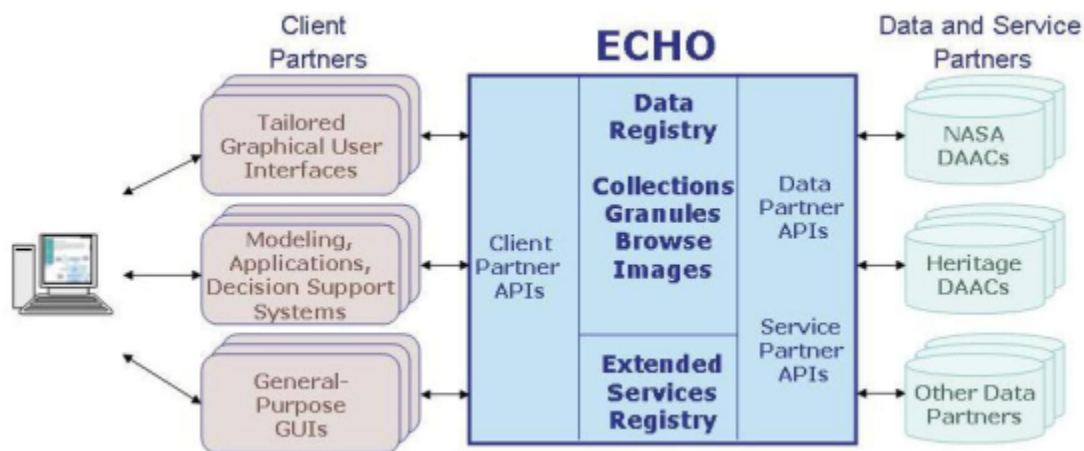 Client
Partners
ECHO
Data and Service
Partners
Tailored
Graphical User
Interfaces
Modeling,
Applications,
Decision Support
Systems
General-
Purpose
GUIs
Client
Partner
APIs
Data
Registry
Collections
Granules
Browse
Images
Extended
Services
Registry
Data
Partner
APIs
Service
Partner
APIs
NASA
DAACs
Heritage
DAACs
Other Data
Partners